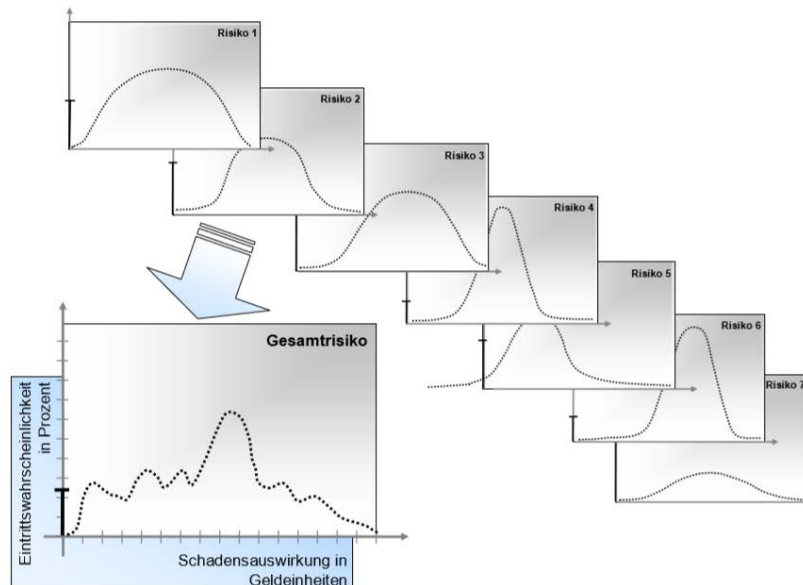 Risiko 1
Risiko 2
Risiko 3
Risiko 4
Risiko 5
Risiko 6
Risiko 7
Gesamtrisiko
Eintrittswahrscheinlichkeit
in Prozent
Schadensauswirkung in
Geldeinheiten